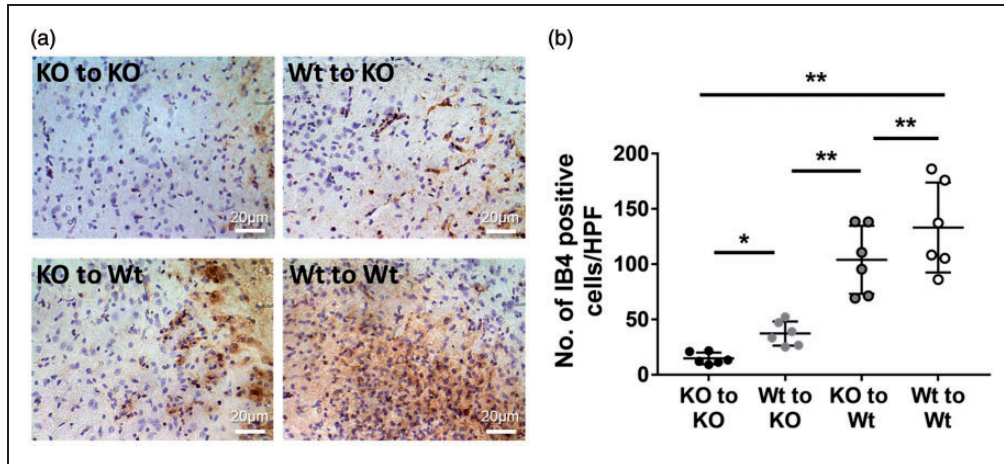 (a)
KO to KO
20µm
Wt to KO
20µm
KO to Wt
20µm
Wt to Wt
20µm
(b)
**
**
**
*
No. of IB4 positive
cells/HPF
200
150
100
50
0
KO to
KO
Wt to
KO
KO to
Wt
Wt to
Wt